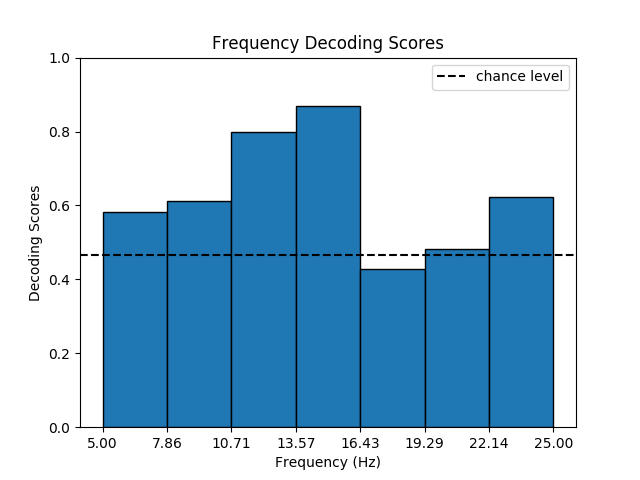 Frequency Decoding Scores
1.0
chance level
0.8
0.6
0.4
0.2
0.0
Decoding Scores
5.00 7.86 10.71 13.57 16.43 19.29 22.14 25.00
Frequency (Hz)